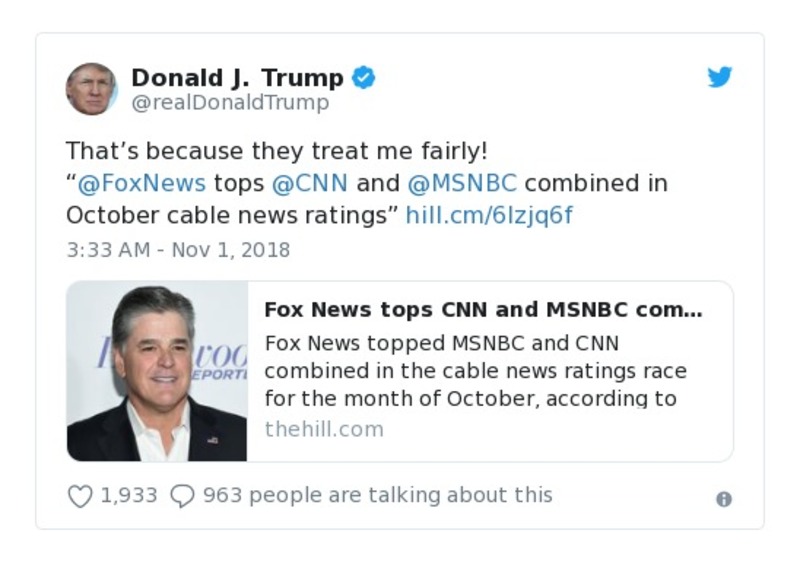 Donald J. Trump
@realDonaldTrump
That’s because they treat me fairly!
“@FoxNews tops @CNN and @MSNBC combined in
October cable news ratings” hill.cm/6lzjq6f
3:33 AM - Nov 1, 2018
Fox News tops CNN and MSNBC com...
Fox News topped MSNBC and CNN
combined in the cable news ratings race
for the month of October, according to
thehill.com
1,933 963 people are talking about this